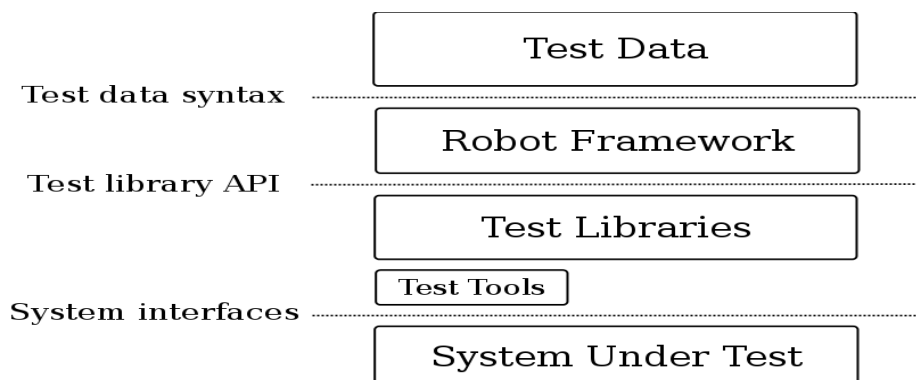 Test Data
Test data syntax
Robot Framework
Test library API
Test Libraries
Test Tools
System interfaces
System Under Test